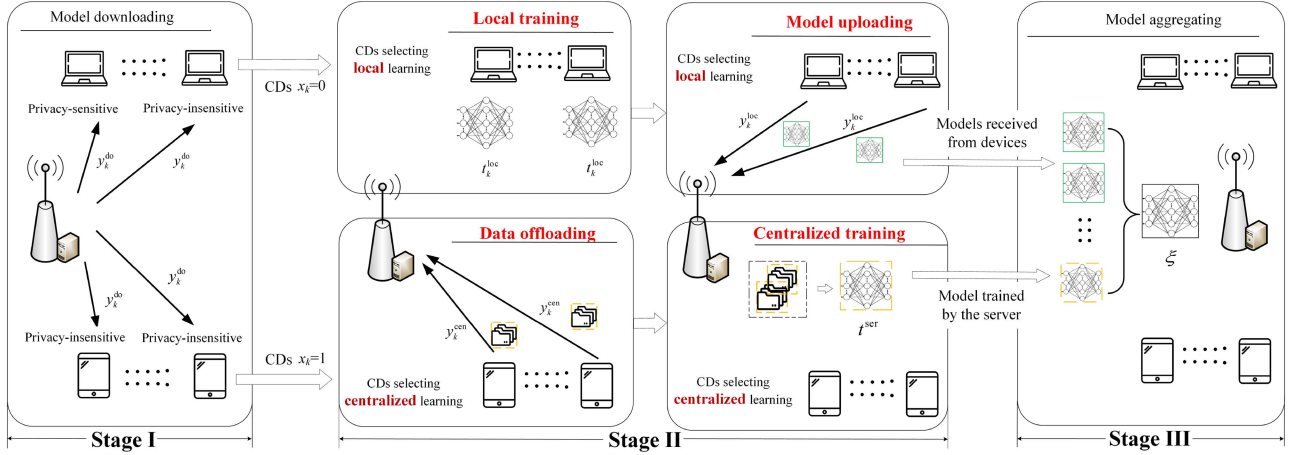 Model downloading
Privacy-sensitive
Privacy-insensitive
y_k^do
y_k^do
y_k^do
y_k^do
Privacy-insensitive
Privacy-insensitive
Stage I
CDs x_k=0
CDs x_k=1
Local training
CDs selecting
local learning
t_k^loc
t_k^loc
Data offloading
y_k^cen
y_k^cen
CDs selecting
centralized learning
Model uploading
CDs selecting
local learning
y_k^loc
y_k^loc
Centralized training
t^ser
CDs selecting
centralized learning
Stage II
Models received
from devices
Model trained
by the server
Model aggregating
ξ
Stage III